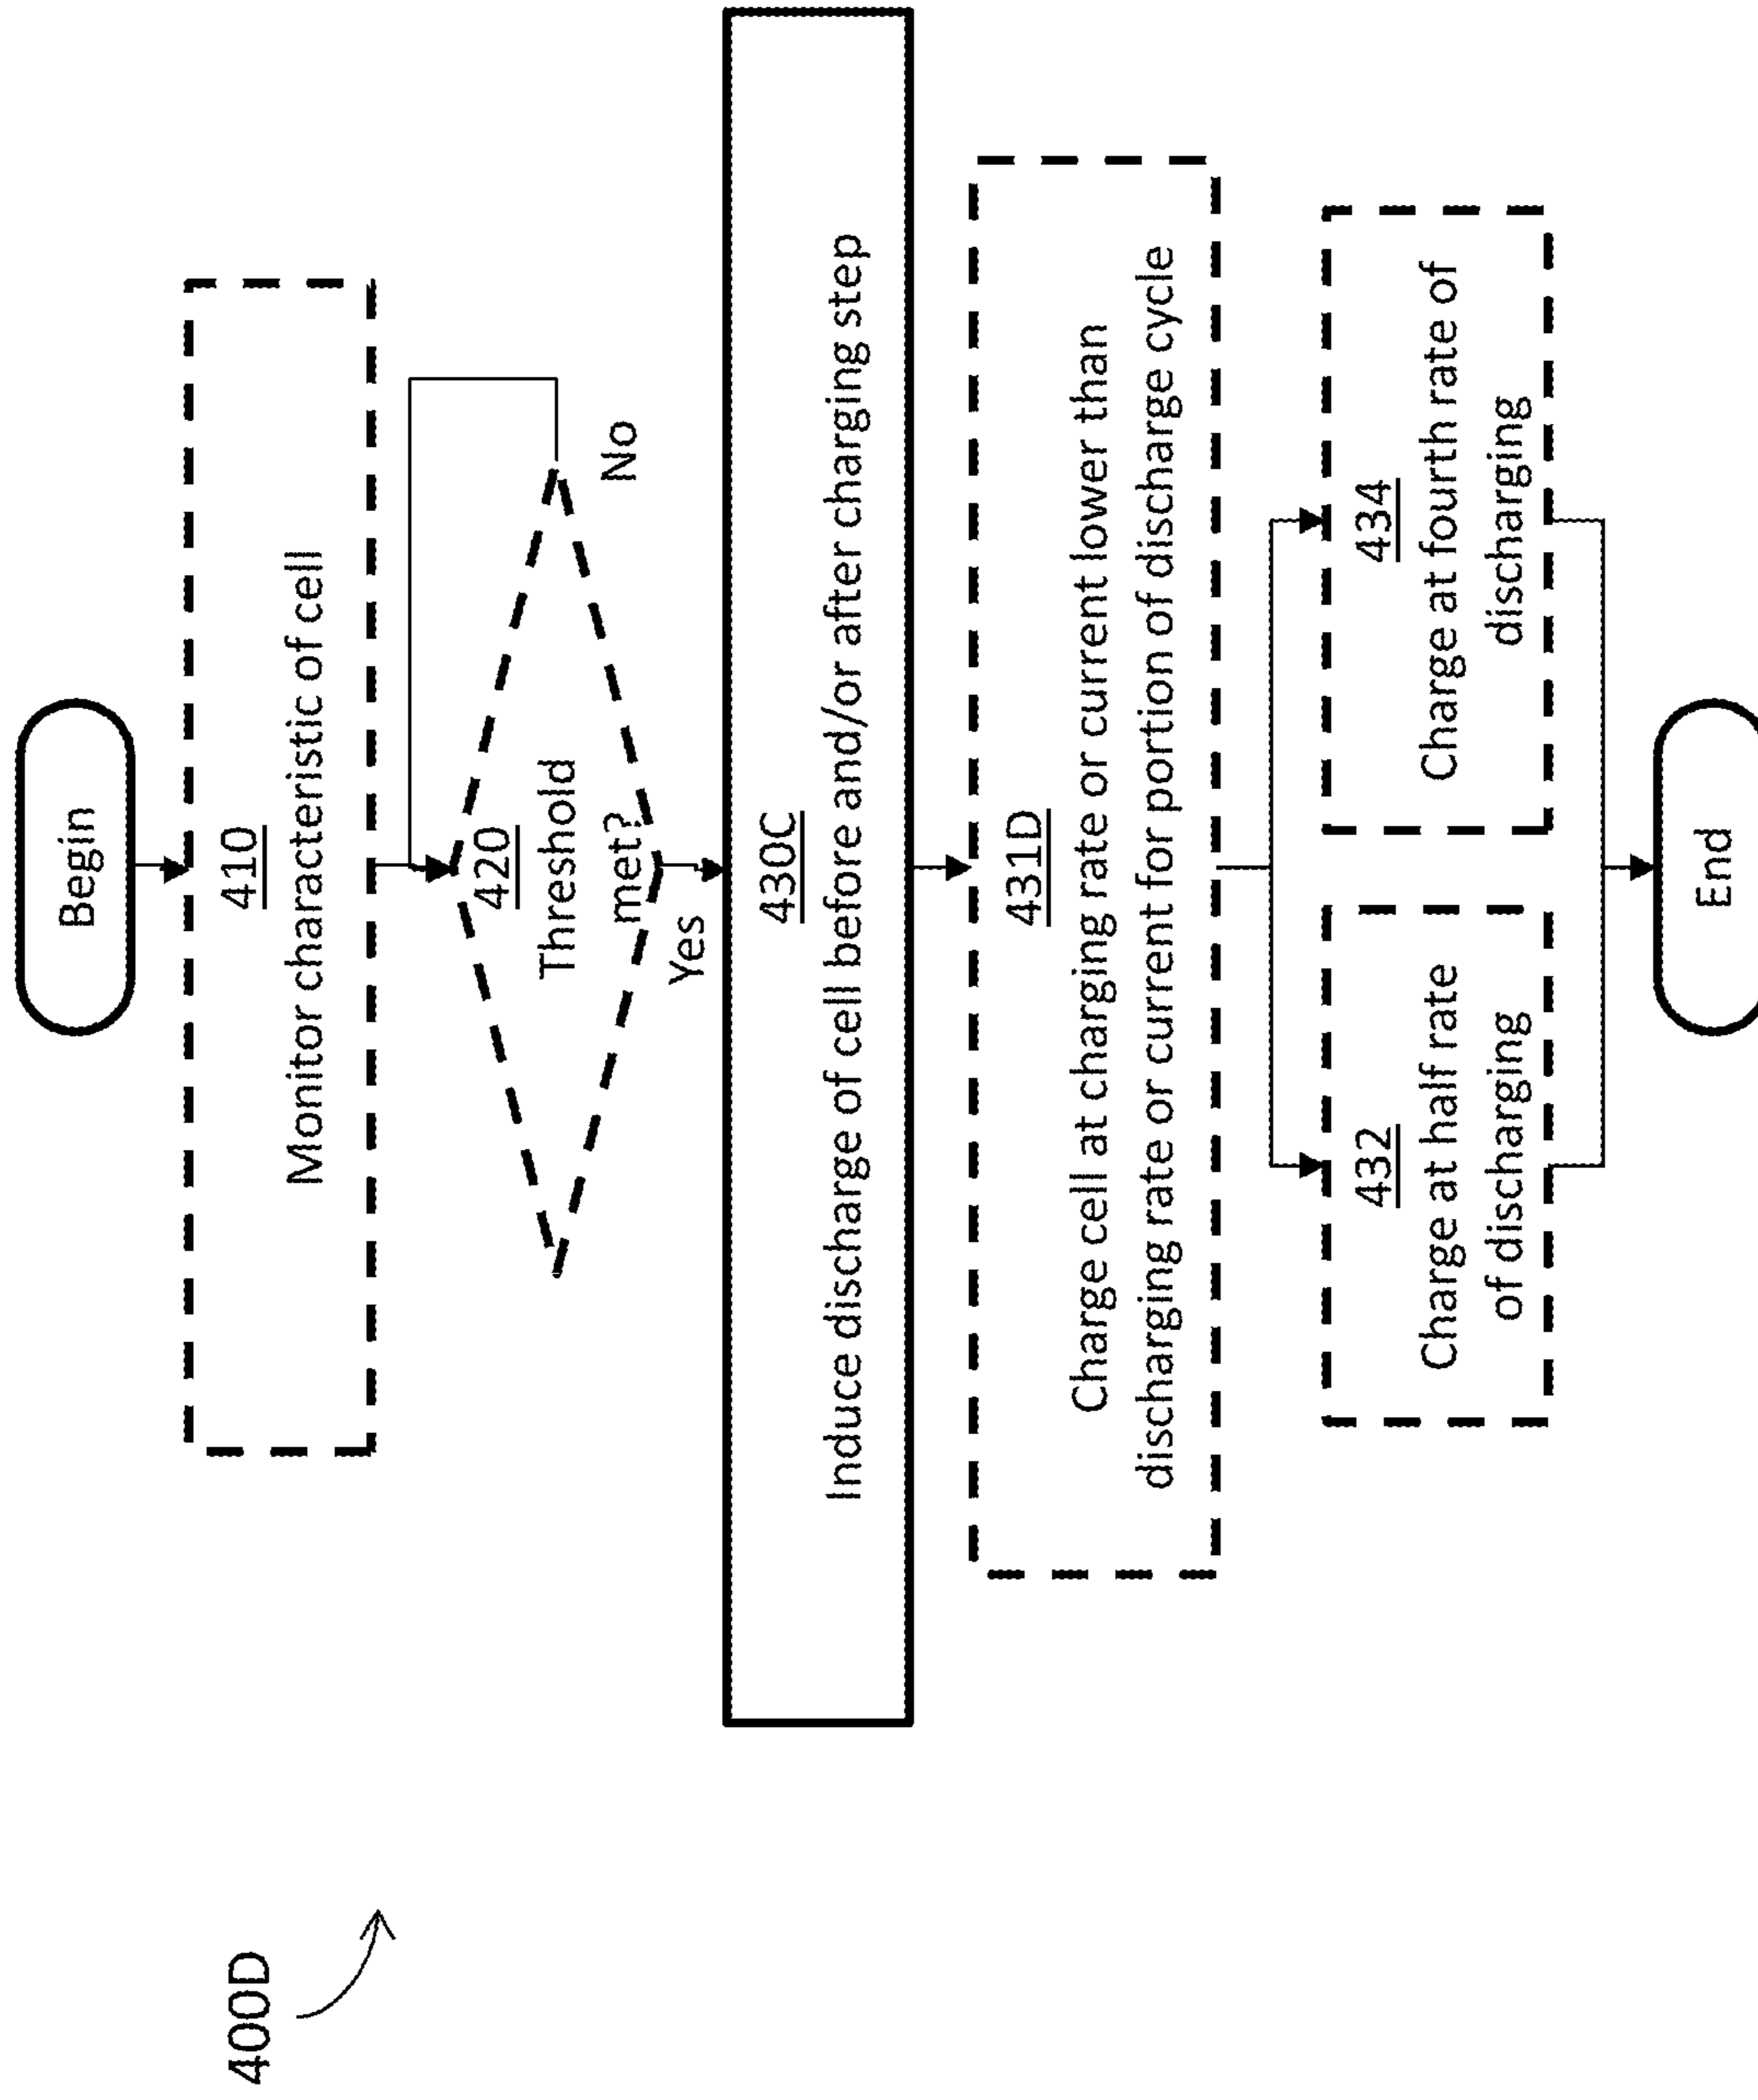 400D
Begin
410
Monitor characteristic of cell
420
Threshold
met?
No
Yes
430C
Induce discharge of cell before and/or after charging step
431D
Charge cell at charging rate or current lower than
discharging rate or current for portion of discharge cycle
432
Charge at half rate
of discharging
434
Charge at fourth rate of
discharging
End